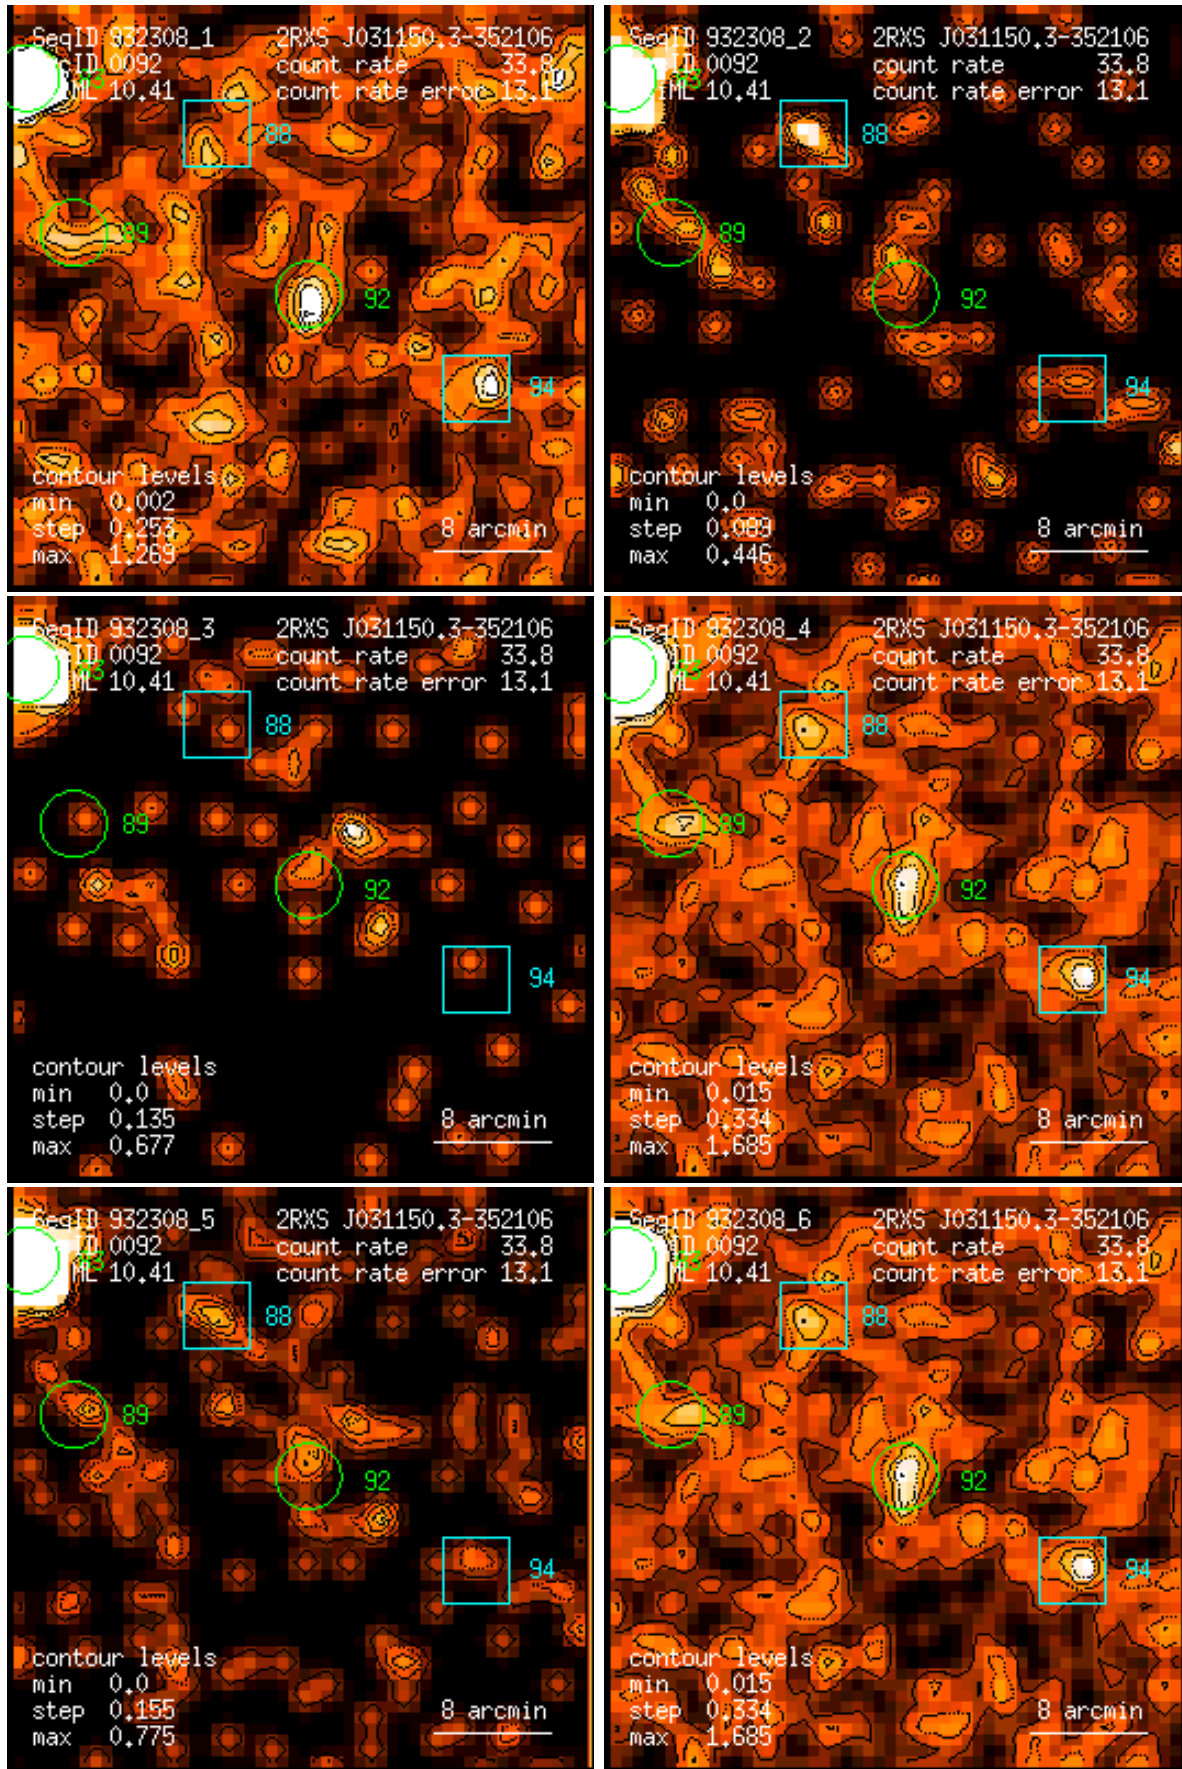 SeqID 932308_1 2RXS J031150.3-352106
ID 0092 count rate 33.8
ML 10.41 count rate error 13.1
88
89
92
94
contour levels
min 0.002
step 0.253
max 1.269
8 arcmin
SeqID 932308_2 2RXS J031150.3-352106
ID 0092 count rate 33.8
ML 10.41 count rate error 13.1
88
89
92
94
contour levels
min 0.0
step 0.089
max 0.446
8 arcmin
SeqID 932308_3 2RXS J031150.3-352106
ID 0092 count rate 33.8
ML 10.41 count rate error 13.1
88
89
92
94
contour levels
min 0.0
step 0.135
max 0.677
8 arcmin
SeqID 932308_4 2RXS J031150.3-352106
ID 0092 count rate 33.8
ML 10.41 count rate error 13.1
88
89
92
94
contour levels
min 0.015
step 0.334
max 1.685
8 arcmin
SeqID 932308_5 2RXS J031150.3-352106
ID 0092 count rate 33.8
ML 10.41 count rate error 13.1
88
89
92
94
contour levels
min 0.0
step 0.155
max 0.775
8 arcmin
SeqID 932308_6 2RXS J031150.3-352106
ID 0092 count rate 33.8
ML 10.41 count rate error 13.1
88
89
92
94
contour levels
min 0.015
step 0.334
max 1.685
8 arcmin